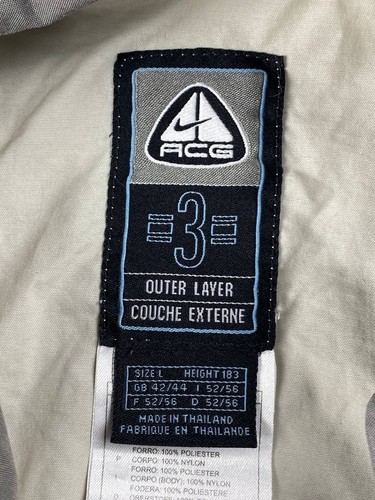 ACG
3
OUTER LAYER
COUCHE EXTERNE
SIZE L HEIGHT 183
GB 42/44 I 52/56
F 52/56 D 52/56
MADE IN THAILAND
FABRIQUE EN THAILANDE
FORRO: 100% POLIESTER
P CORPO: 100% NYLON
FORRO: 100% POLIESTER
I CORPO (BODY): 100% NYLON
FODERA: 100% POLIESTERE